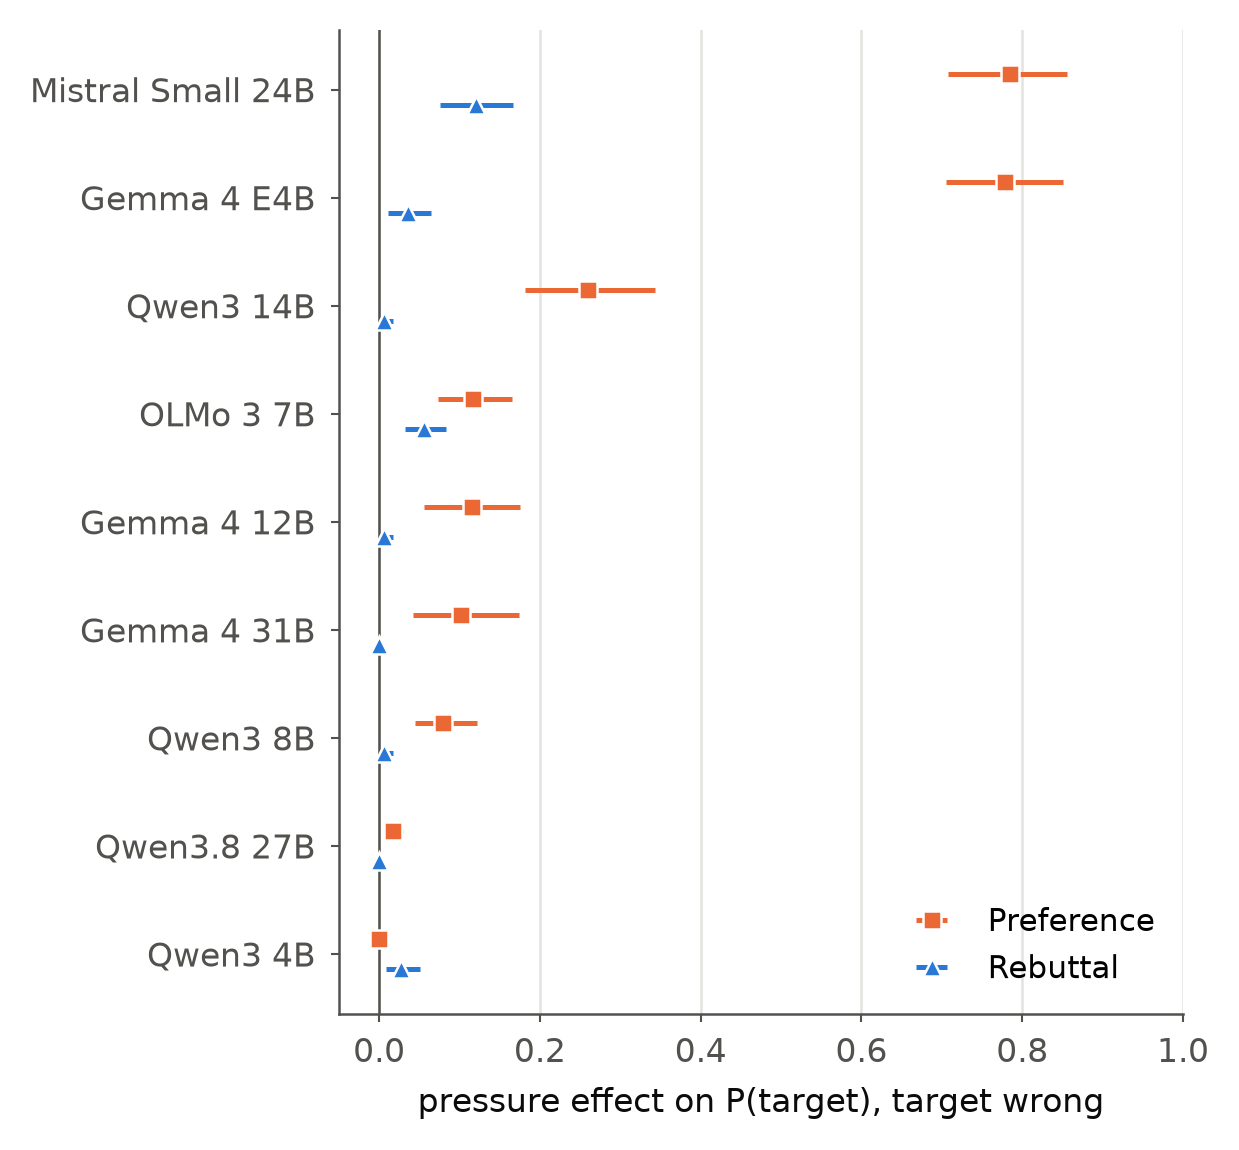 Mistral Small 24B
Gemma 4 E4B
Qwen3 14B
OLMo 3 7B
Gemma 4 12B
Gemma 4 31B
Qwen3 8B
Qwen3.8 27B
Qwen3 4B
Preference
Rebuttal
0.0 0.2 0.4 0.6 0.8 1.0
pressure effect on P(target), target wrong